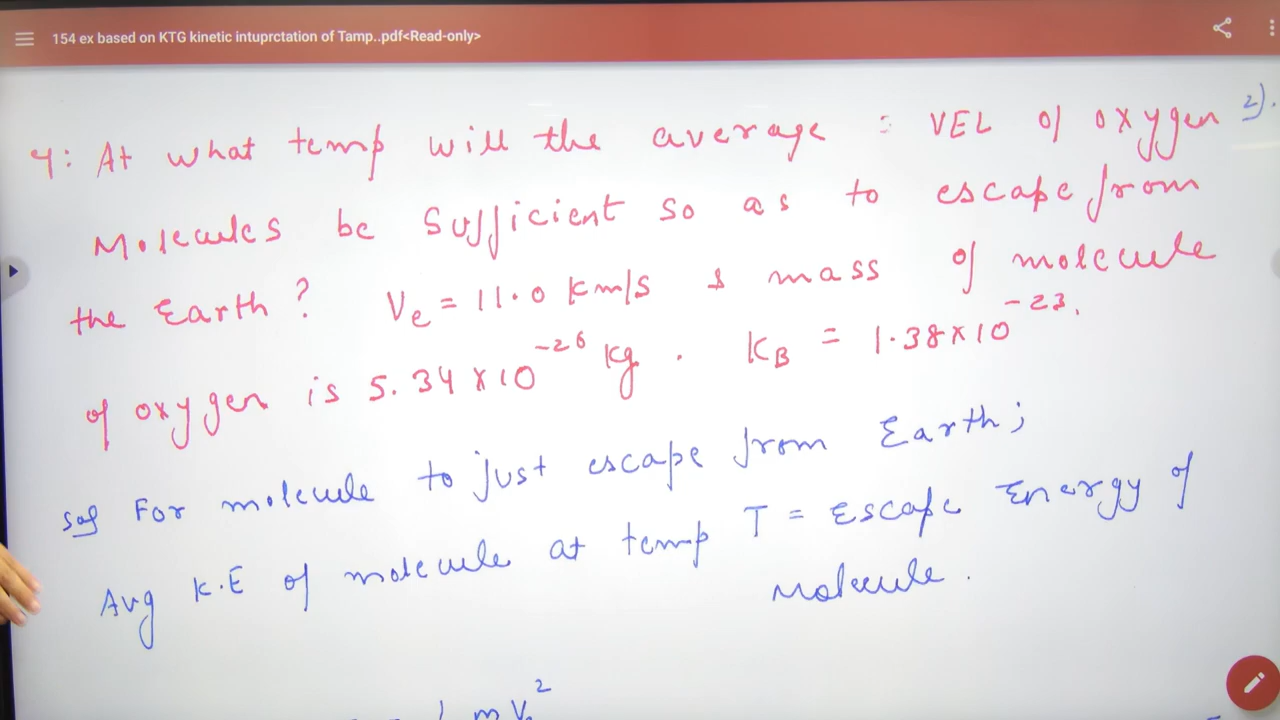 154 ex based on KTG kinetic intuprctation of Tamp..pdf<Read-only>
4: At what temp will the average : VEL of oxygen 2).
Molecules be sufficient so as to escape from
the Earth? Ve = 11.0 km/s & mass of molecule
of oxygen is 5.34 × 10^-26 kg. KB = 1.38×10^-23.
Sol For molecule to just escape from Earth;
Avg K.E of molecule at temp T = Escape Energy of
Molecule.
mV 2